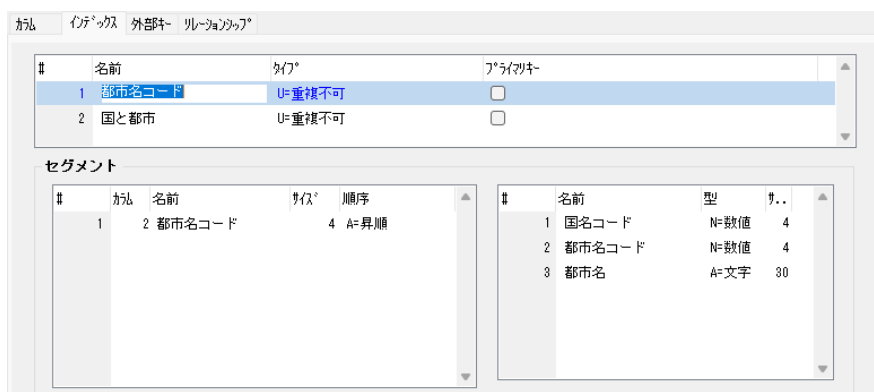 ｶﾗﾑ ｲﾝﾃﾞｯｸｽ 外部ｷｰ ﾘﾚｰｼｮﾝｼｯﾌﾟ
# 名前 ﾀｲﾌﾟ ﾌﾟﾗｲﾏﾘｷｰ
1 都市名コード U=重複不可
2 国と都市 U=重複不可
セグメント
# ｶﾗﾑ 名前 ｻｲｽﾞ 順序
1 2 都市名コード 4 A=昇順
# 名前 型 ｻ..
1 国名コード N=数値 4
2 都市名コード N=数値 4
3 都市名 A=文字 30